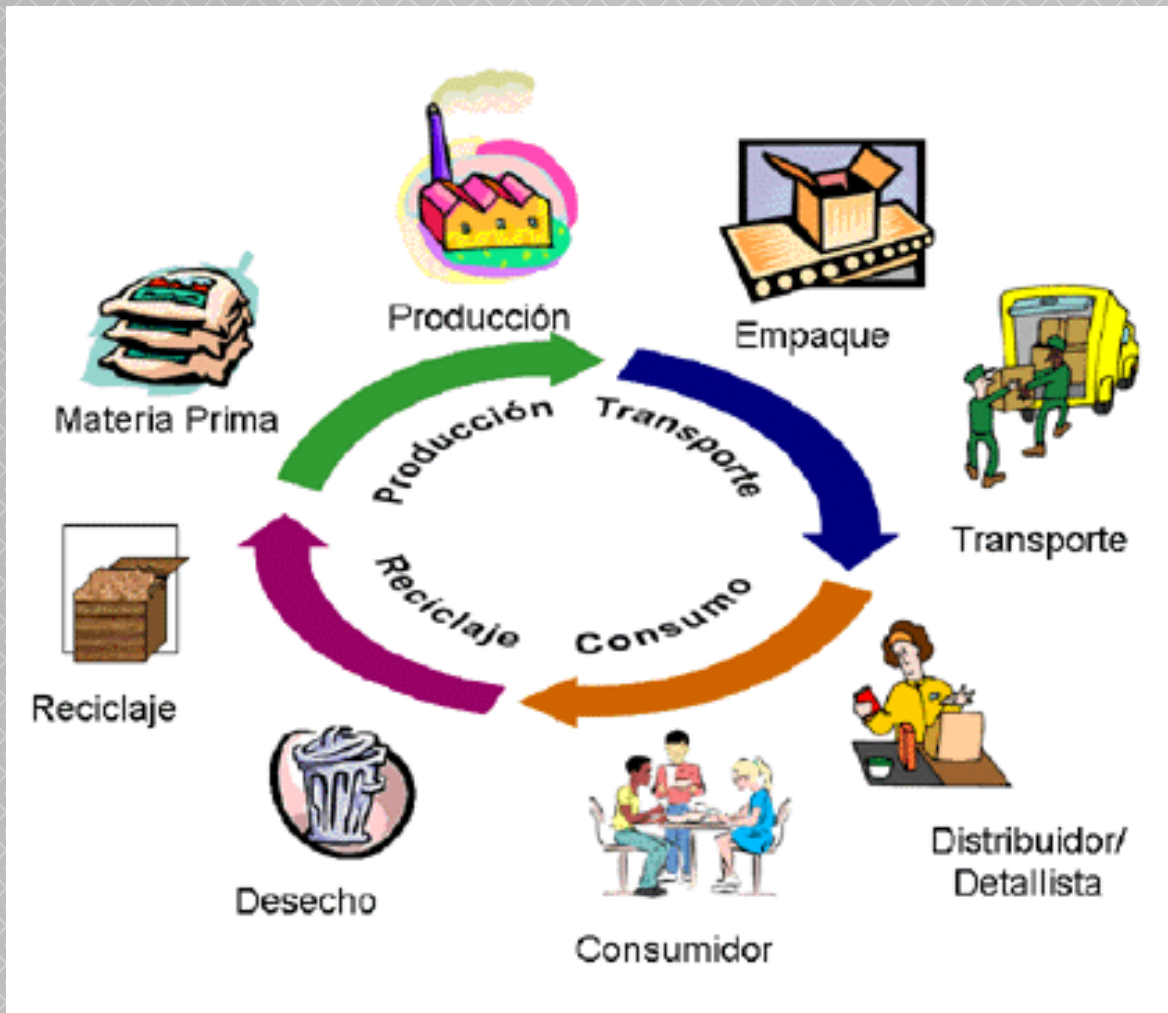 Producción
Empaque
Materia Prima
Transporte
Producción
Transporte
Reciclaje
Consumo
Reciclaje
Distribuidor/
Detallista
Desecho
Consumidor